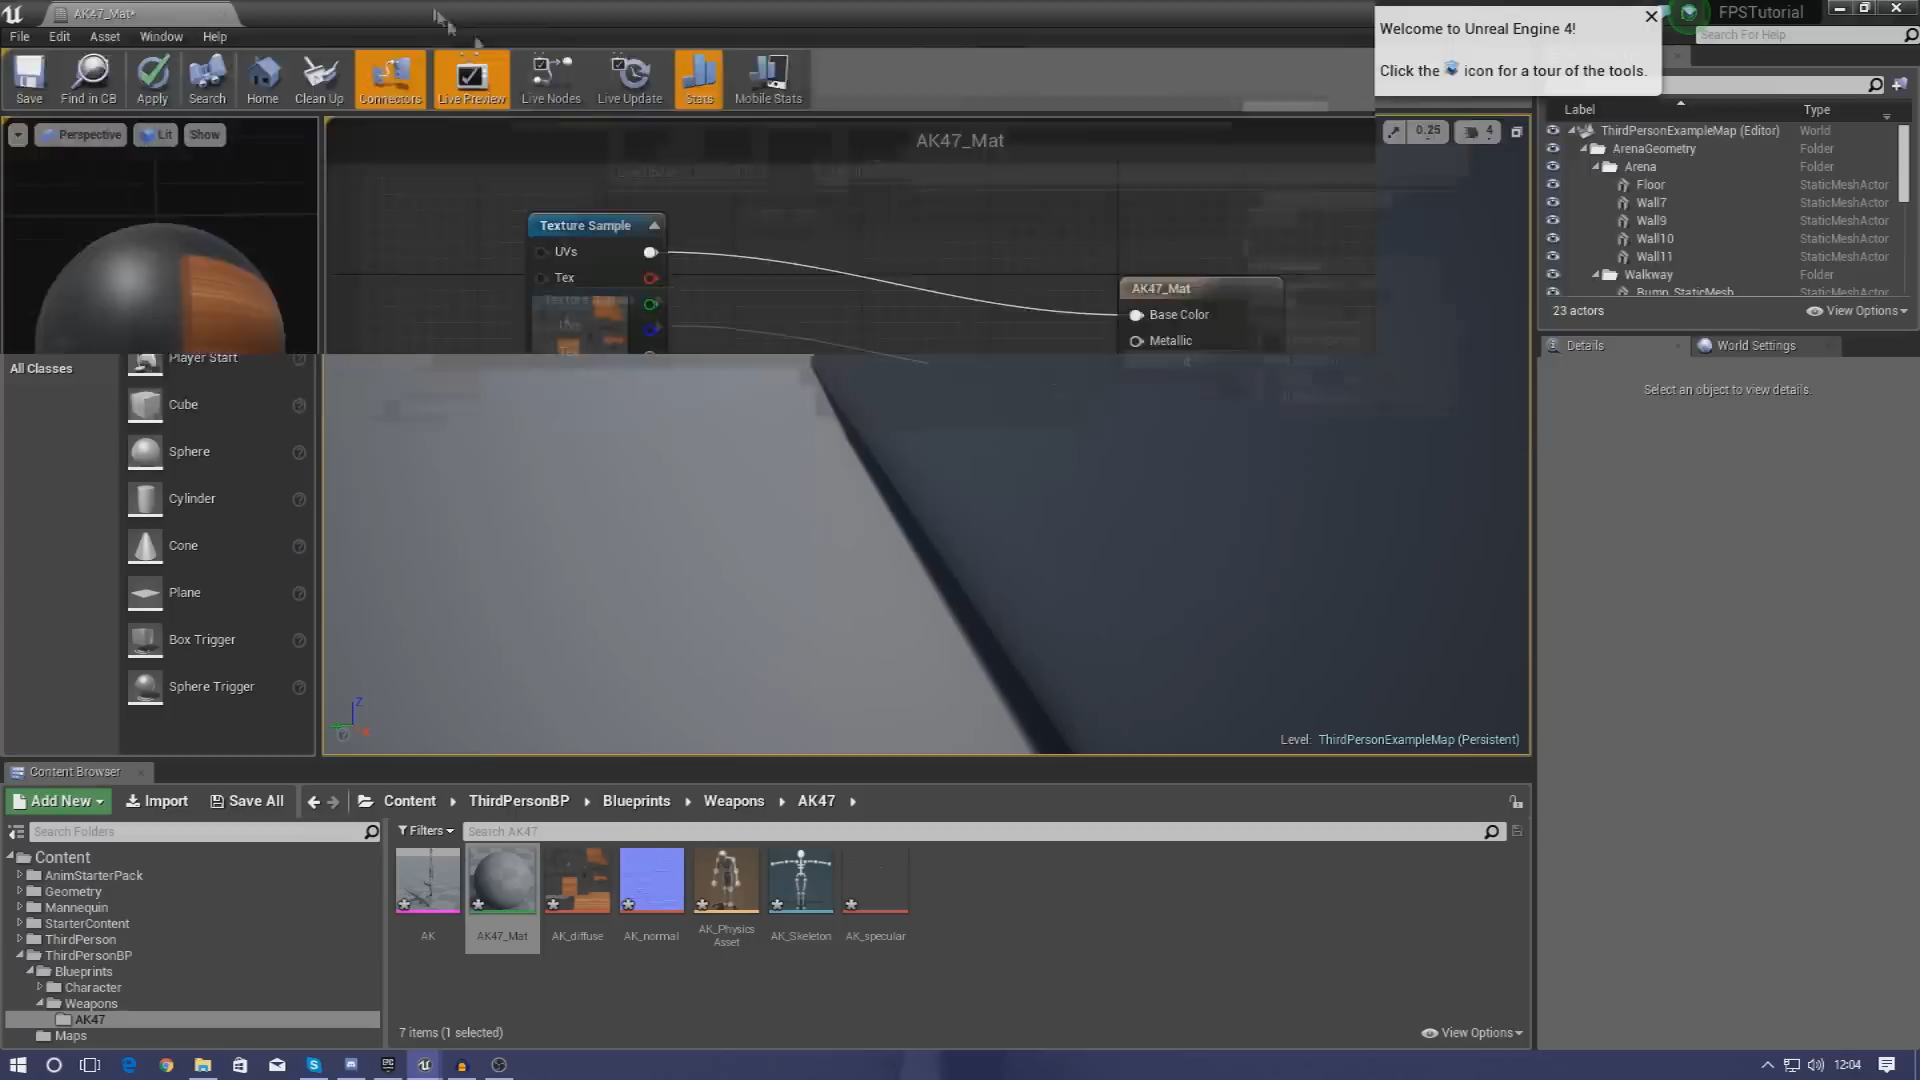 AK47_Mat*
FPSTutorial
File Edit Asset Window Help
Welcome to Unreal Engine 4!
Click the icon for a tour of the tools.
Search For Help
Save Find in CB Apply Search Home Clean Up Connectors Live Preview Live Nodes Live Update Stats Mobile Stats
Label Type
Perspective Lit Show
AK47_Mat
0.25 4
ThirdPersonExampleMap (Editor) World
ArenaGeometry Folder
Arena Folder
Floor StaticMeshActor
Wall7 StaticMeshActor
Wall9 StaticMeshActor
Wall10 StaticMeshActor
Wall11 StaticMeshActor
Walkway Folder
Bump_StaticMesh StaticMeshActor
23 actors View Options
Texture Sample
UVs
Tex
AK47_Mat
Base Color
Metallic
Details World Settings
Select an object to view details.
All Classes
Player Start
Cube
Sphere
Cylinder
Cone
Plane
Box Trigger
Sphere Trigger
Z
X
Level: ThirdPersonExampleMap (Persistent)
Content Browser
Add New Import Save All Content ThirdPersonBP Blueprints Weapons AK47
Search Folders
Filters Search AK47
Content
AnimStarterPack
Geometry
Mannequin
StarterContent
ThirdPerson
ThirdPersonBP
Blueprints
Character
Weapons
AK47
Maps
AK AK47_Mat AK_diffuse AK_normal AK_Physics Asset AK_Skeleton AK_specular
7 items (1 selected) View Options
12:04